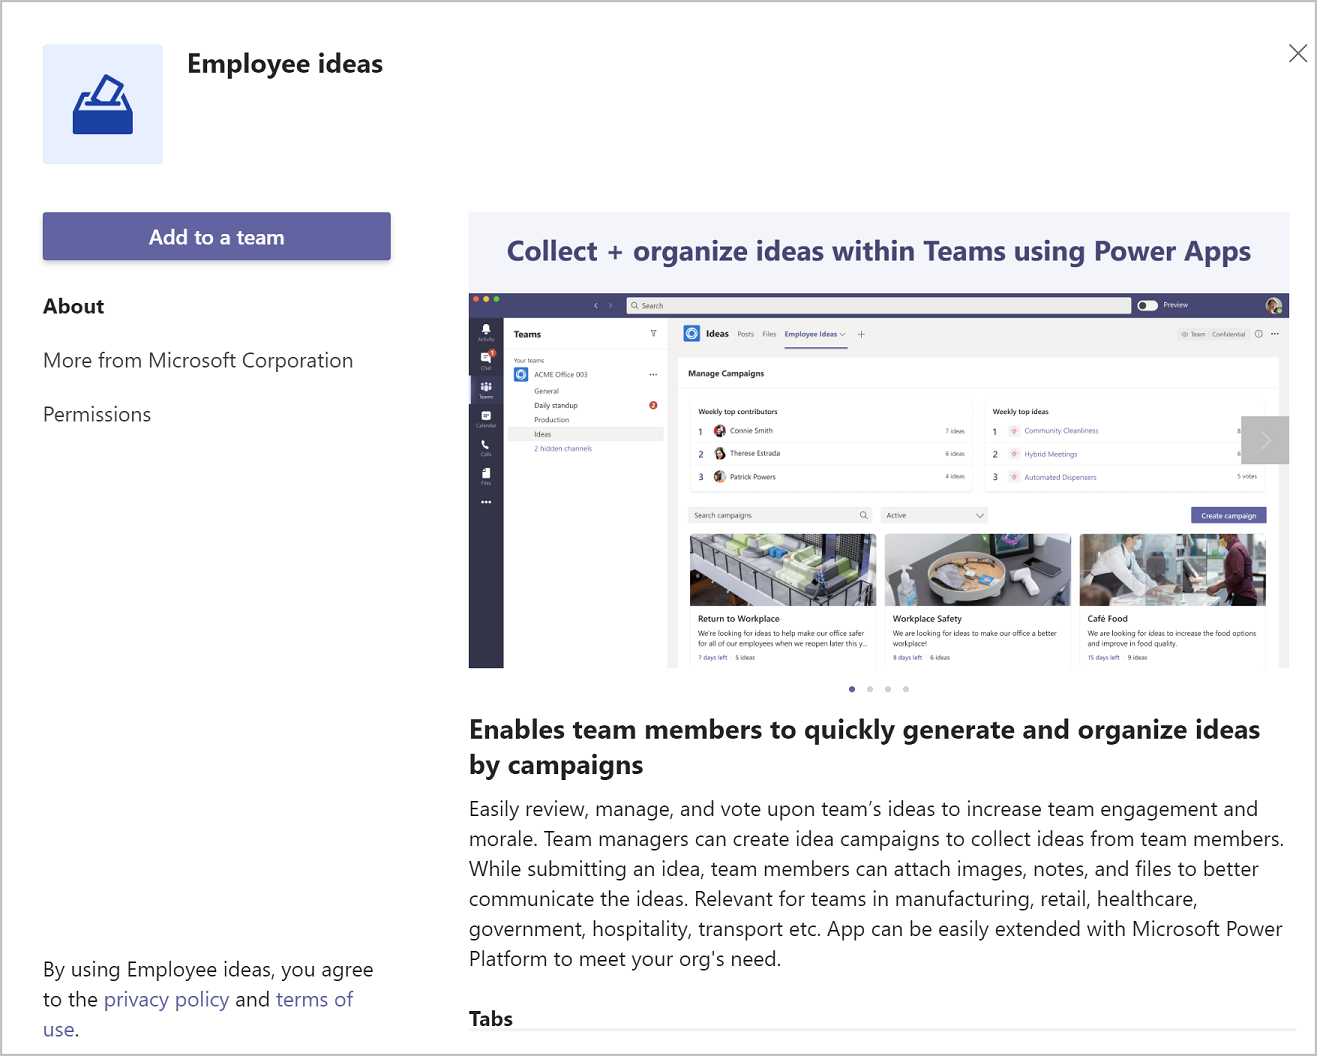 Employee ideas
Add to a team
About
More from Microsoft Corporation
Permissions
By using Employee ideas, you agree
to the privacy policy and terms of
use.
Collect + organize ideas within Teams using Power Apps
Search
Preview
Activity
Chat
1
Teams
Calendar
Calls
Files
Teams
Your teams
ACME Office 003
General
Daily standup
2
Production
Ideas
2 hidden channels
Ideas Posts Files Employee Ideas
Team Confidential
Manage Campaigns
Weekly top contributors
1 Connie Smith 7 ideas
2 Therese Estrada 6 ideas
3 Patrick Powers 4 ideas
Weekly top ideas
1 Community Cleanliness 8
2 Hybrid Meetings 6
3 Automated Dispensers 5 votes
Search campaigns
Active
Create campaign
Return to Workplace
We're looking for ideas to help make our office safer
for all of our employees when we reopen later this y...
7 days left 5 ideas
Workplace Safety
We are looking for ideas to make our office a better
workplace!
8 days left 6 ideas
Café Food
We are looking for ideas to increase the food options
and improve in food quality.
15 days left 9 ideas
Enables team members to quickly generate and organize ideas
by campaigns
Easily review, manage, and vote upon team’s ideas to increase team engagement and
morale. Team managers can create idea campaigns to collect ideas from team members.
While submitting an idea, team members can attach images, notes, and files to better
communicate the ideas. Relevant for teams in manufacturing, retail, healthcare,
government, hospitality, transport etc. App can be easily extended with Microsoft Power
Platform to meet your org's need.
Tabs